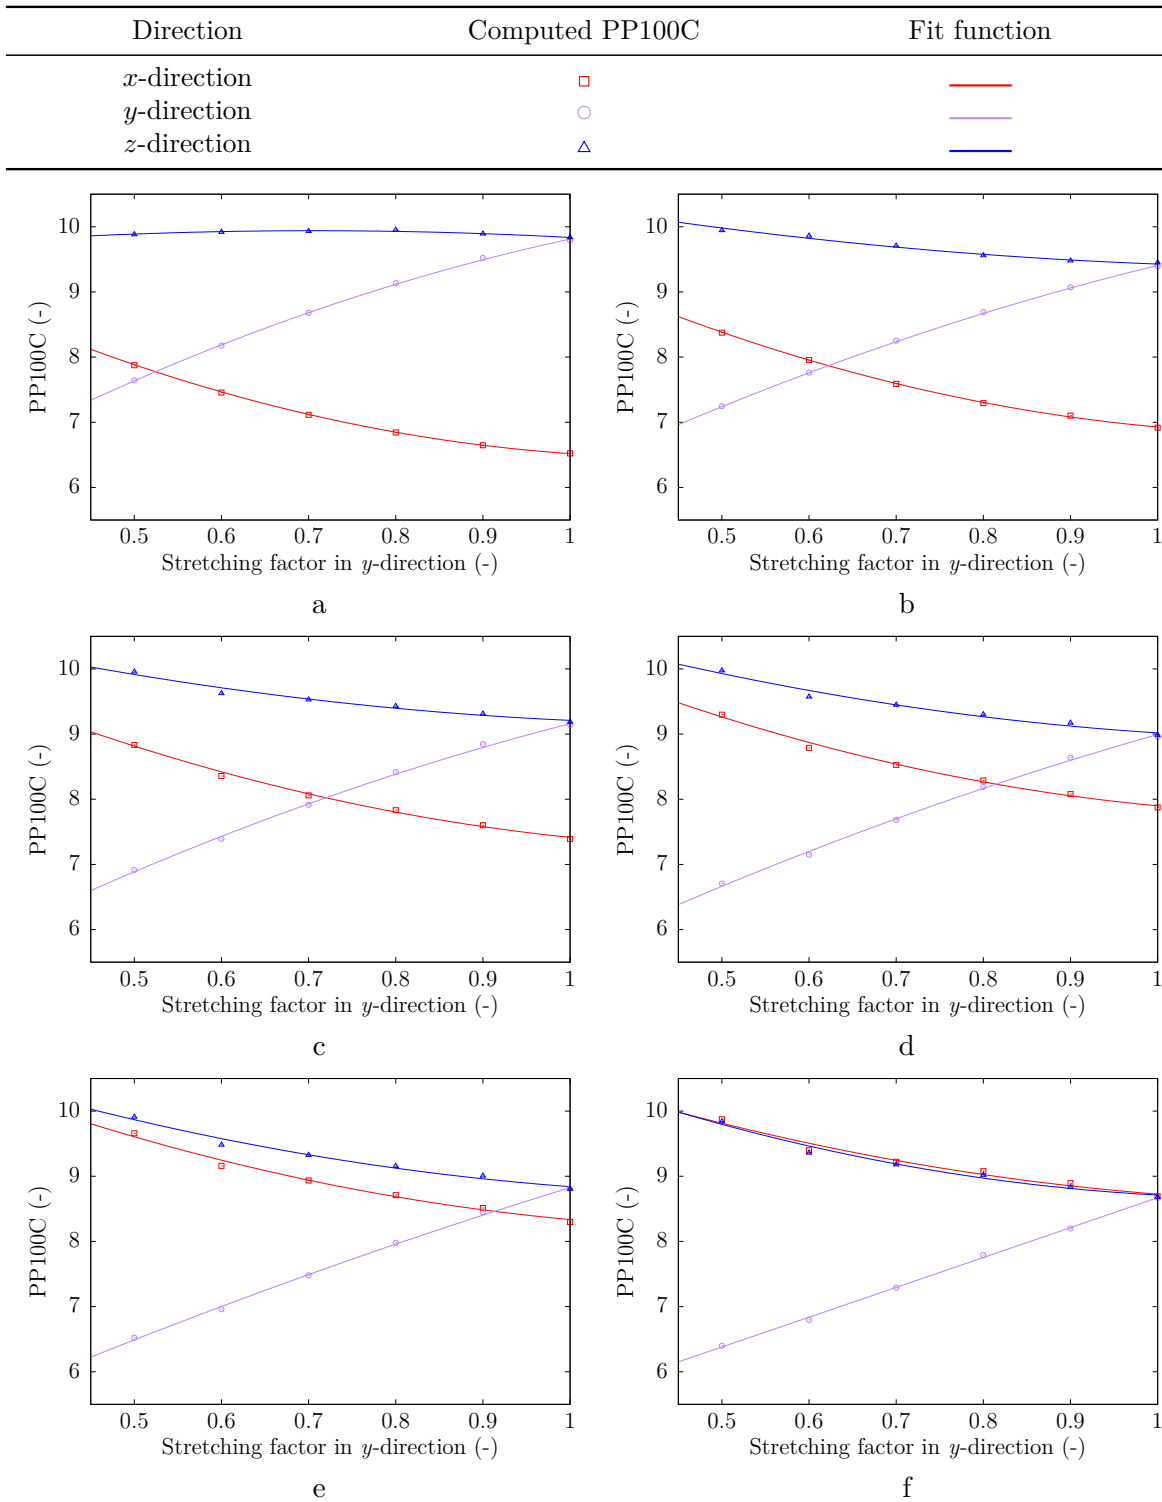 Direction Computed PP100C Fit function
x-direction
y-direction
z-direction
10 10
9 9
8 8
7 7
6 6
PP100C (-) PP100C (-)
0.5 0.6 0.7 0.8 0.9 1 0.5 0.6 0.7 0.8 0.9 1
Stretching factor in y-direction (-) Stretching factor in y-direction (-)
a b
10 10
9 9
8 8
7 7
6 6
PP100C (-) PP100C (-)
0.5 0.6 0.7 0.8 0.9 1 0.5 0.6 0.7 0.8 0.9 1
Stretching factor in y-direction (-) Stretching factor in y-direction (-)
c d
10 10
9 9
8 8
7 7
6 6
PP100C (-) PP100C (-)
0.5 0.6 0.7 0.8 0.9 1 0.5 0.6 0.7 0.8 0.9 1
Stretching factor in y-direction (-) Stretching factor in y-direction (-)
e f